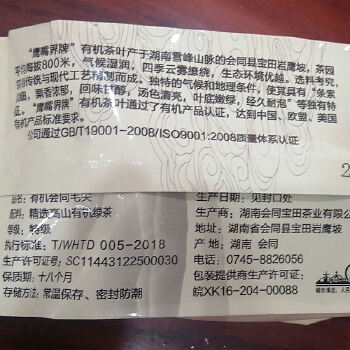 “鹰嘴界牌”有机茶叶产于湖南雪峰山脉的会同县宝田岩鹰坡，茶园
平均海拔800米，气候湿润，四季云雾缭绕，生态环境优越。选料考究，
传统与现代工艺精制而成。独特的气候和地理条件，使其具有“条索
细，栗香浓郁，回味甘醇，汤色清亮，叶底嫩绿，经久耐泡”等独有特
“鹰嘴界牌”有机茶叶通过了有机产品认证，达到中国、欧盟、美国
有机产品标准要求。
公司通过GB/T19001-2008/ISO9001:2008质量体系认证
2
名：有机会同毛尖
配料：精选高山有机绿茶
等级：特级
执行标准：T/WHTD 005-2018
生产许可证号：SC11443122500030
保质期：十八个月
存储方法：常温保存、密封防潮
生产日期：见封口处
生产商：湖南会同宝田茶业有限公
地址：湖南省会同县宝田岩鹰坡
产地：湖南 会同
电话：0745-8826056
包装提供商生产许可证：
皖XK16-204-00088